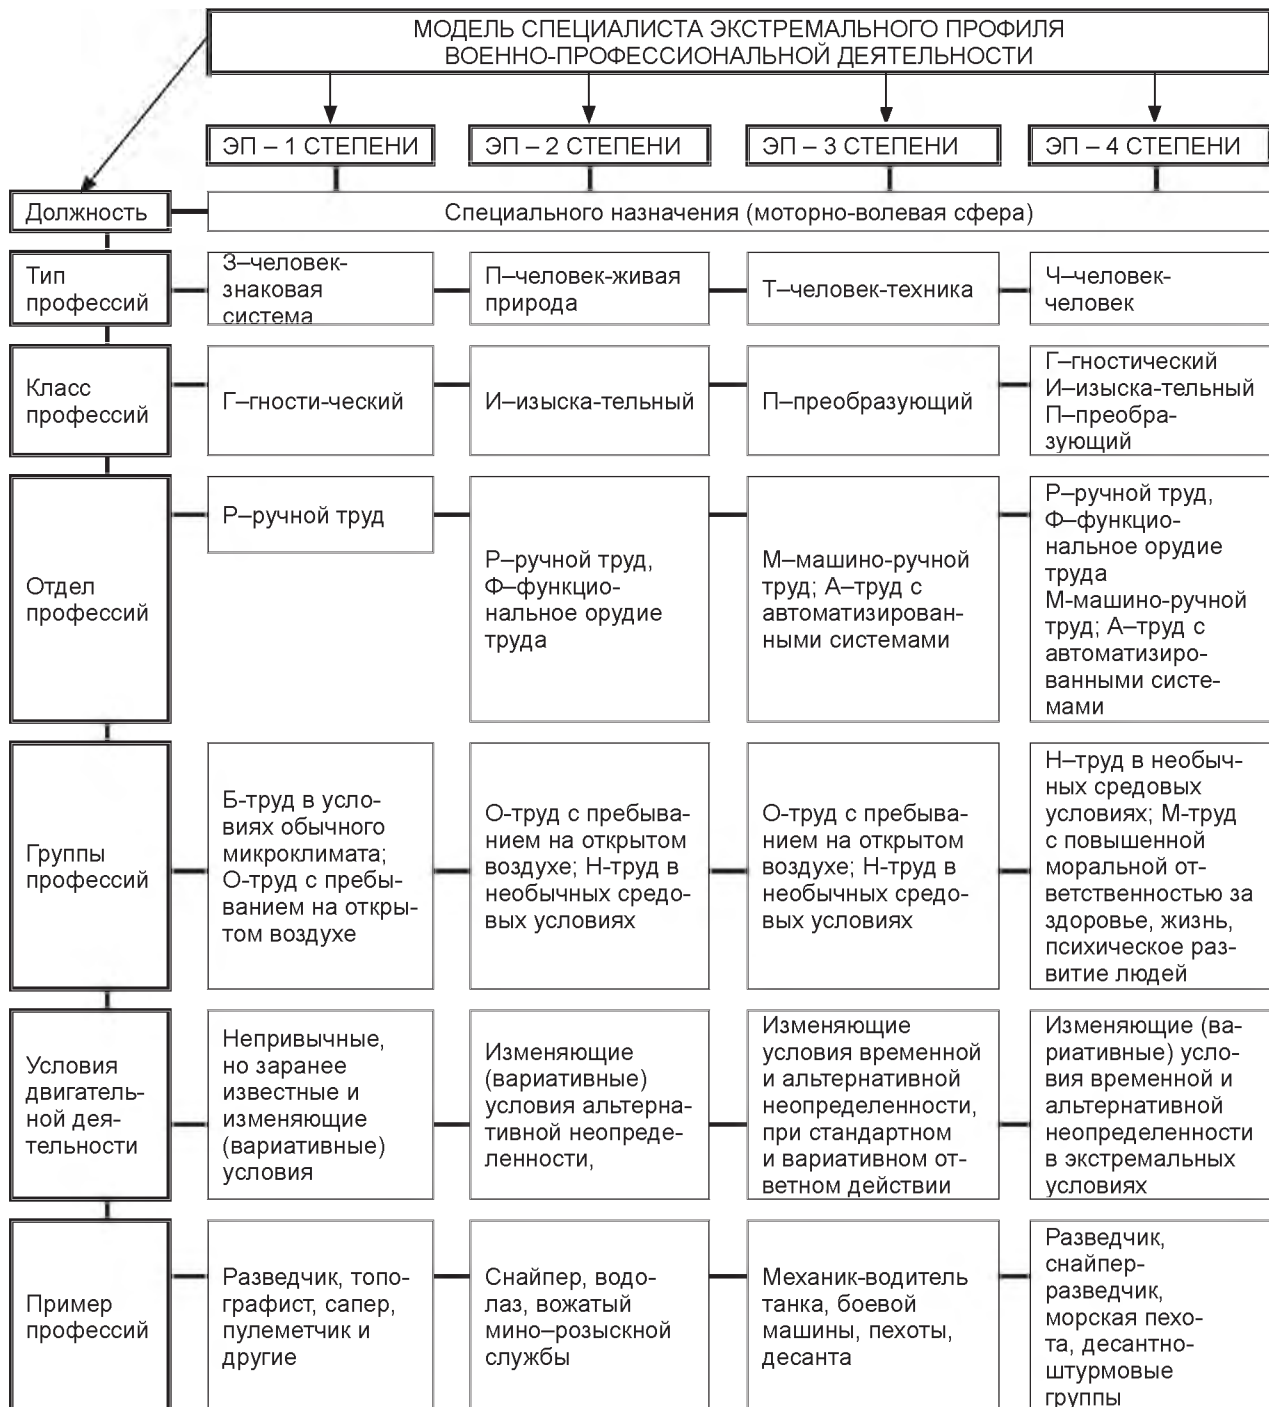 МОДЕЛЬ СПЕЦИАЛИСТА ЭКСТРЕМАЛЬНОГО ПРОФИЛЯ
ВОЕННО-ПРОФЕССИОНАЛЬНОЙ ДЕЯТЕЛЬНОСТИ
ЭП – 1 СТЕПЕНИ
ЭП – 2 СТЕПЕНИ
ЭП – 3 СТЕПЕНИ
ЭП – 4 СТЕПЕНИ
Должность
Специального назначения (моторно-волевая сфера)
Тип
профессий
З–человек-
знаковая
система
П–человек-живая
природа
Т–человек-техника
Ч–человек-
человек
Класс
профессий
Г–гности-ческий
И–изыска-тельный
П–преобразующий
Г–гностический
И–изыска-тельный
П–преобра-
зующий
Отдел
профессий
Р–ручной труд
Р–ручной труд,
Ф–функцио-
нальное орудие
труда
М–машино-ручной
труд; А–труд с
автоматизирован-
ными системами
Р–ручной труд,
Ф–функцио-
нальное орудие
труда
М-машино-ручной
труд; А–труд с
автоматизиро-
ванными систе-
мами
Группы
профессий
Б-труд в усло-
виях обычного
микроклимата;
О-труд с пребы-
ванием на откры-
том воздухе
О-труд с пребыва-
нием на открытом
воздухе; Н-труд в
необычных средо-
вых условиях
О-труд с пребыва-
нием на открытом
воздухе; Н-труд в
необычных средо-
вых условиях
Н–труд в необыч-
ных средовых
условиях; М-труд
с повышенной
моральной от-
ветственностью за
здоровье, жизнь,
психическое раз-
витие людей
Условия
двигатель-
ной дея-
тельности
Непривычные,
но заранее
известные и
изменяющие
(вариативные)
условия
Изменяющие
(вариативные)
условия альтерна-
тивной неопреде-
ленности,
Изменяющие
условия временной
и альтернативной
неопределенности,
при стандартном
и вариативном от-
ветном действии
Изменяющие (ва-
риативные) усло-
вия временной и
альтернативной
неопределенности
в экстремальных
условиях
Пример
профессий
Разведчик, топо-
графист, сапер,
пулеметчик и
другие
Снайпер, водо-
лаз, вожатый
мино–розыскной
службы
Механик-водитель
танка, боевой
машины, пехоты,
десанта
Разведчик,
снайпер-
разведчик,
морская пехо-
та, десантно-
штурмовые
группы